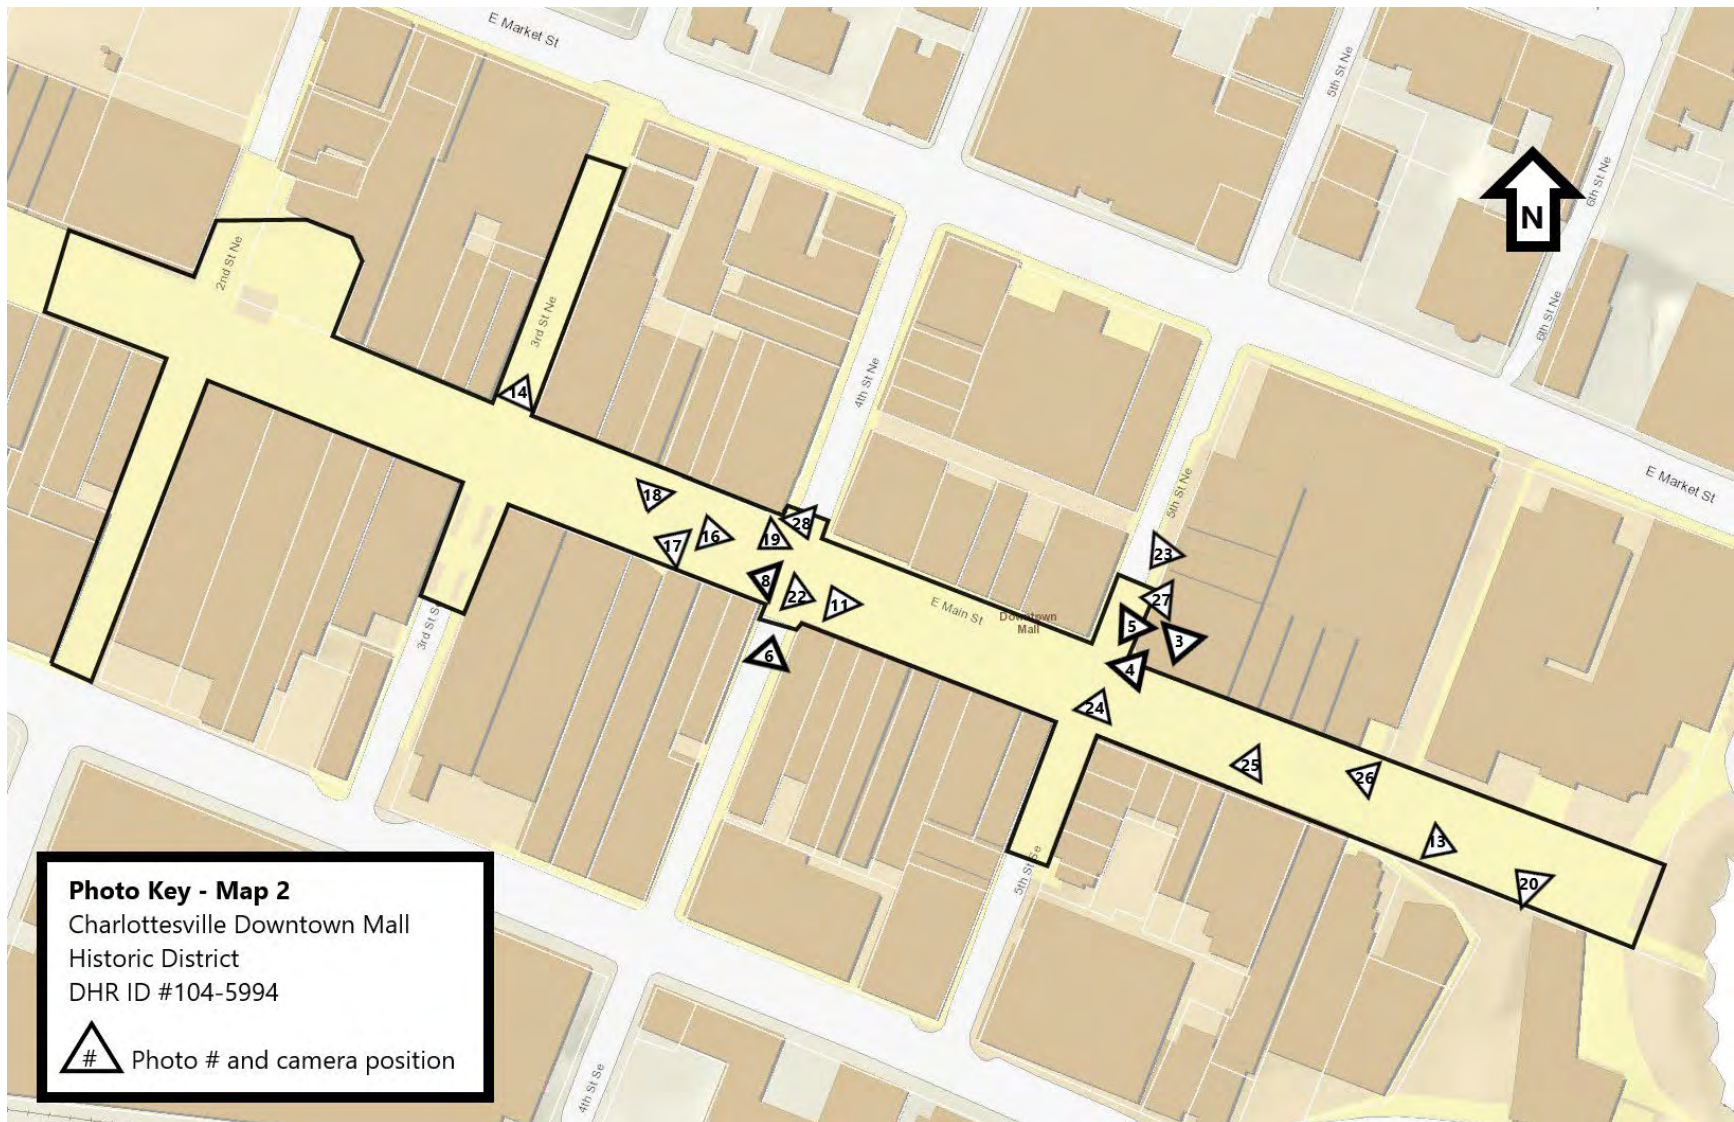 E Market St
5th St Ne
6th St Ne
N
2nd St Ne
3rd St Ne
6th St Ne
4th St Ne
14
E Market St
5th St Ne
18
28
19
16
17
23
8
22
11
27
E Main St
Downtown
Mall
5
3
3rd St S
6
4
24
25
26
13
5th St Se
20
Photo Key - Map 2
Charlottesville Downtown Mall
Historic District
DHR ID #104-5994
# Photo # and camera position
4th St Se